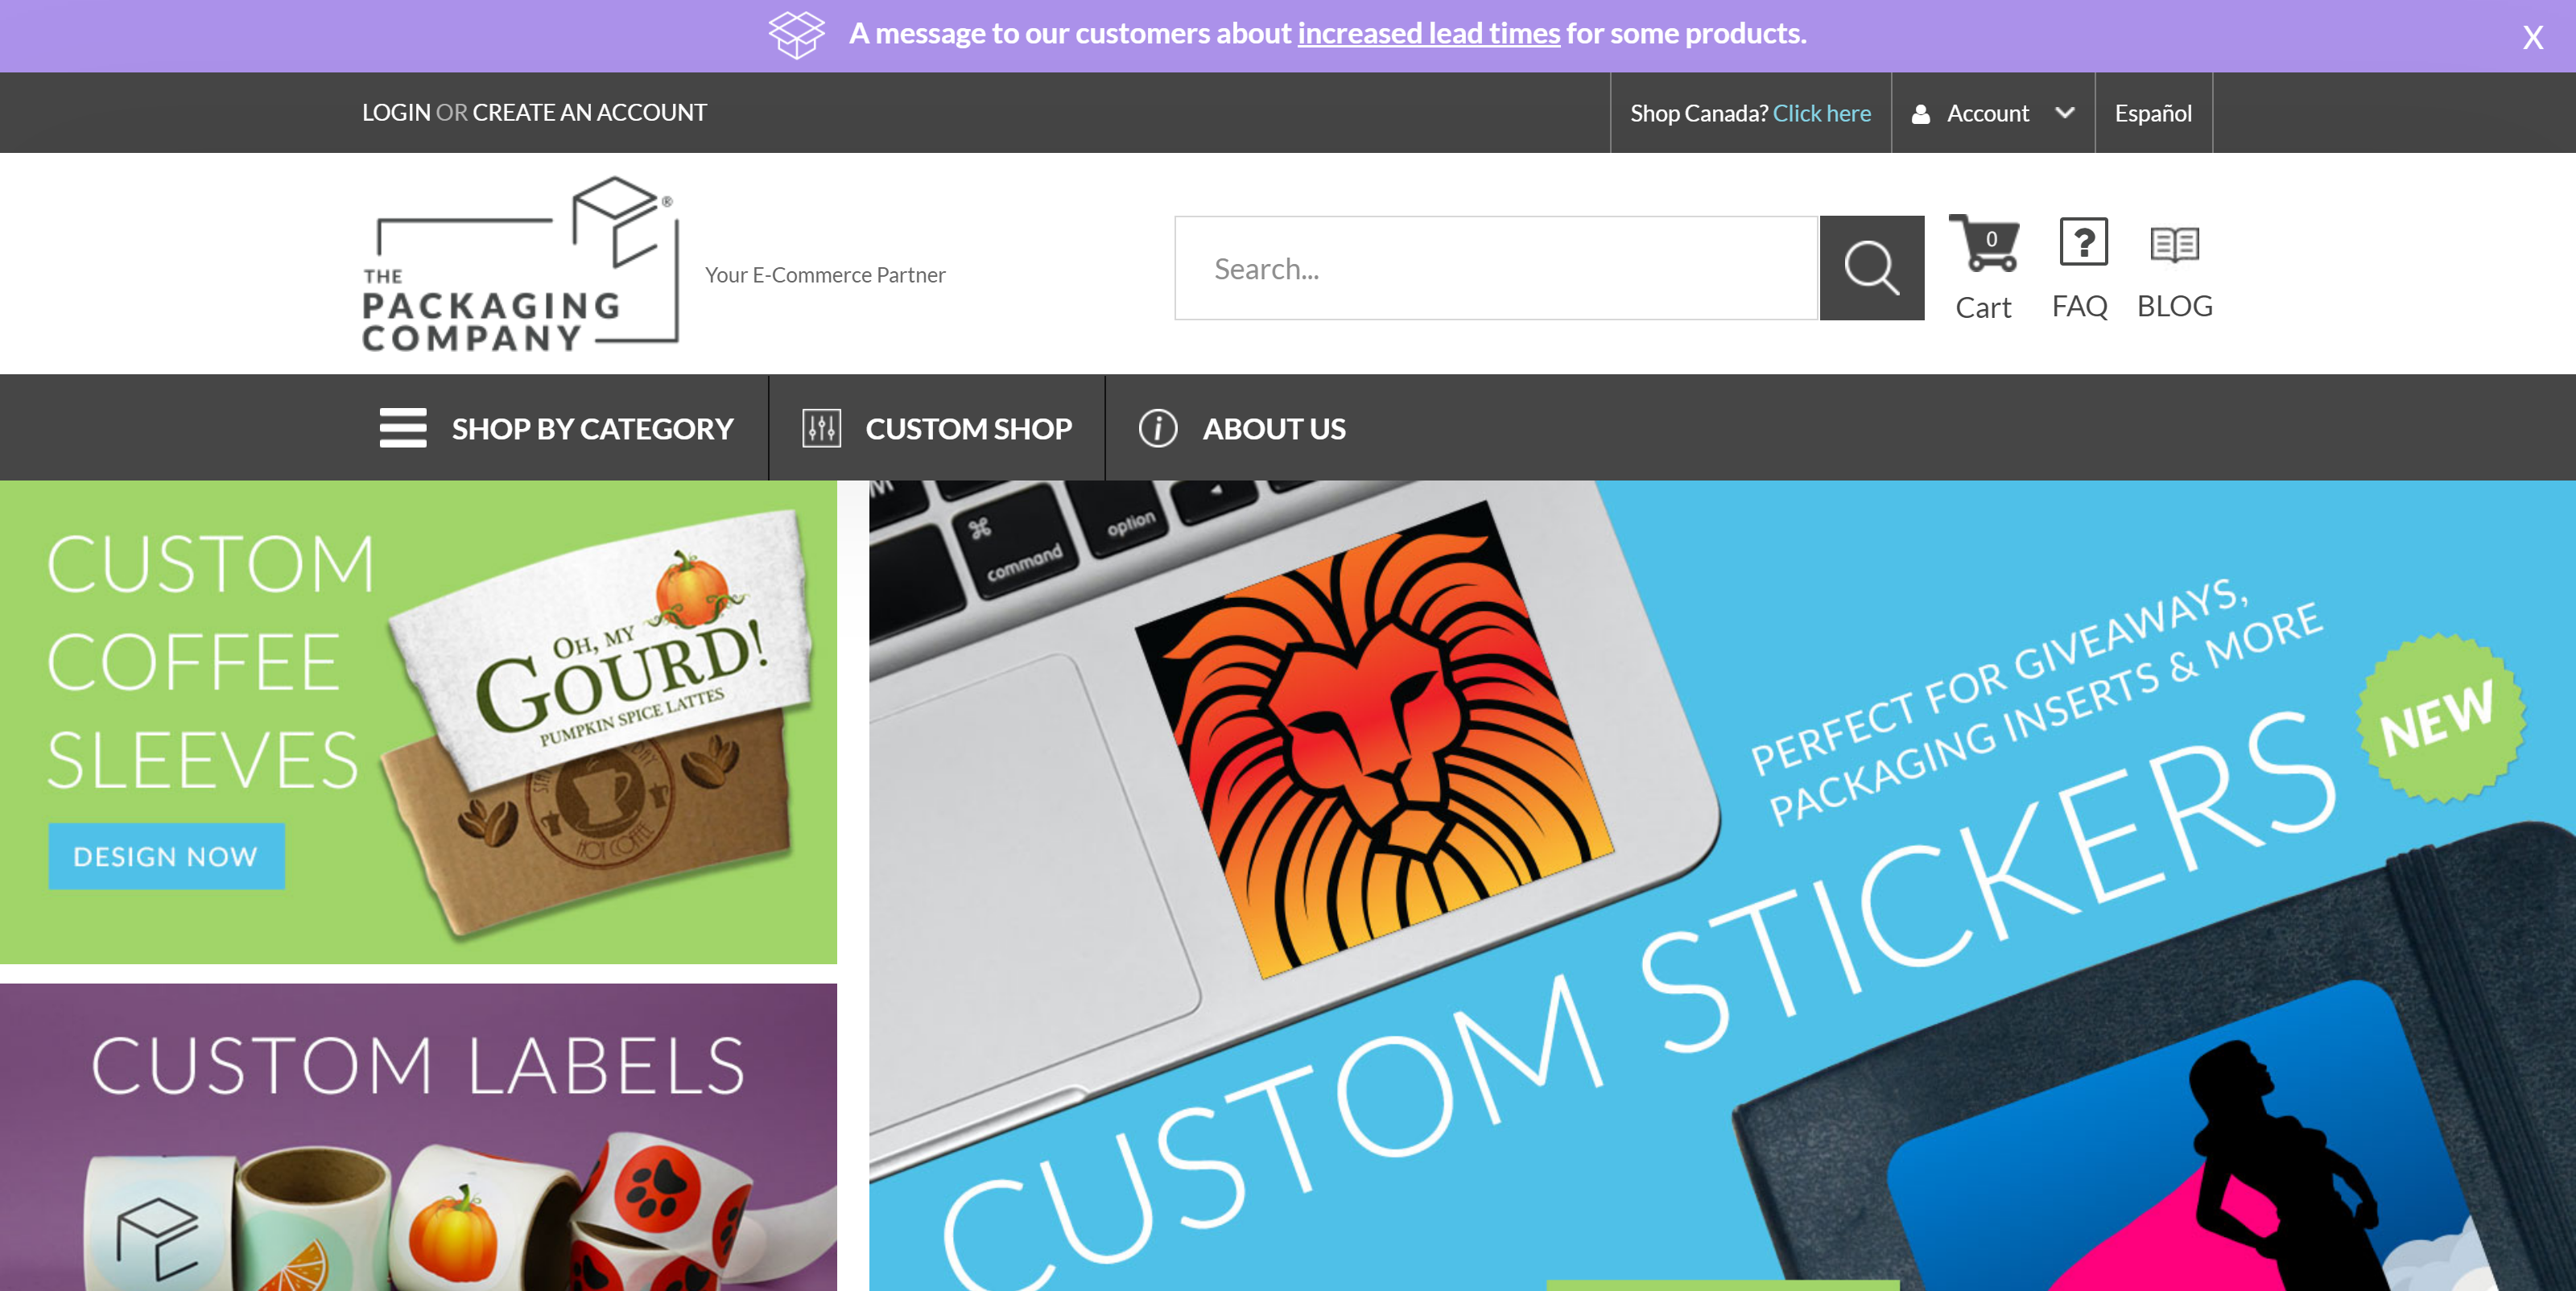 A message to our customers about increased lead times for some products.
X
LOGIN OR CREATE AN ACCOUNT
Shop Canada? Click here
Account
Español
THE
PACKAGING
COMPANY
®
Your E-Commerce Partner
Search...
0
Cart
FAQ
BLOG
SHOP BY CATEGORY
CUSTOM SHOP
ABOUT US
CUSTOM
COFFEE
SLEEVES
DESIGN NOW
OH, MY
GOURD!
PUMPKIN SPICE LATTES
HOT COFFEE
CUSTOM LABELS
M
⌘
command
option
PERFECT FOR GIVEAWAYS,
PACKAGING INSERTS & MORE
NEW
CUSTOM STICKERS